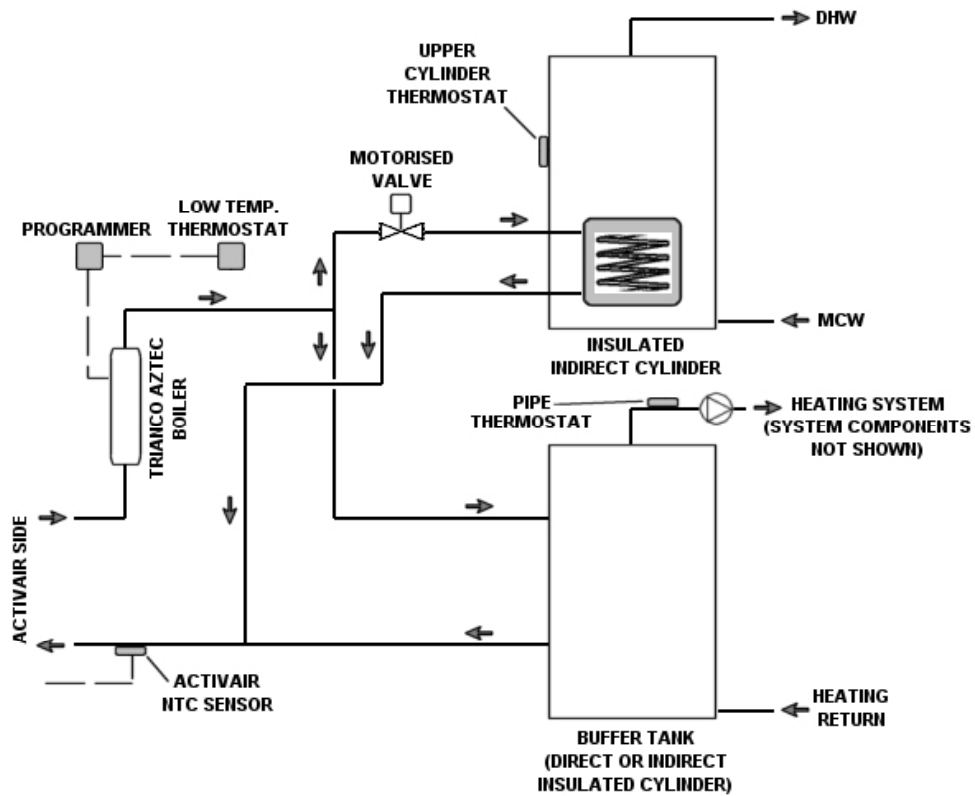 DHW
UPPER
CYLINDER
THERMOSTAT
MOTORISED
VALVE
LOW TEMP.
THERMOSTAT
PROGRAMMER
MCW
INSULATED
INDIRECT CYLINDER
TRIANCO AZTEC
BOILER
PIPE
THERMOSTAT
HEATING SYSTEM
(SYSTEM COMPONENTS
NOT SHOWN)
ACTIVAIR SIDE
ACTIVAIR
NTC SENSOR
HEATING
RETURN
BUFFER TANK
(DIRECT OR INDIRECT
INSULATED CYLINDER)